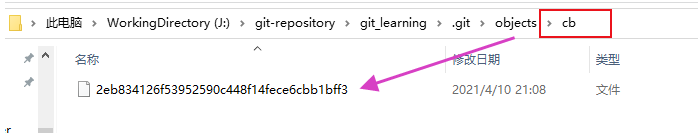 此电脑 › WorkingDirectory (J:) › git-repository › git_learning › .git › objects › cb
名称 修改日期 类型
2eb834126f53952590c448f14fece6cbb1bff3 2021/4/10 21:08 文件